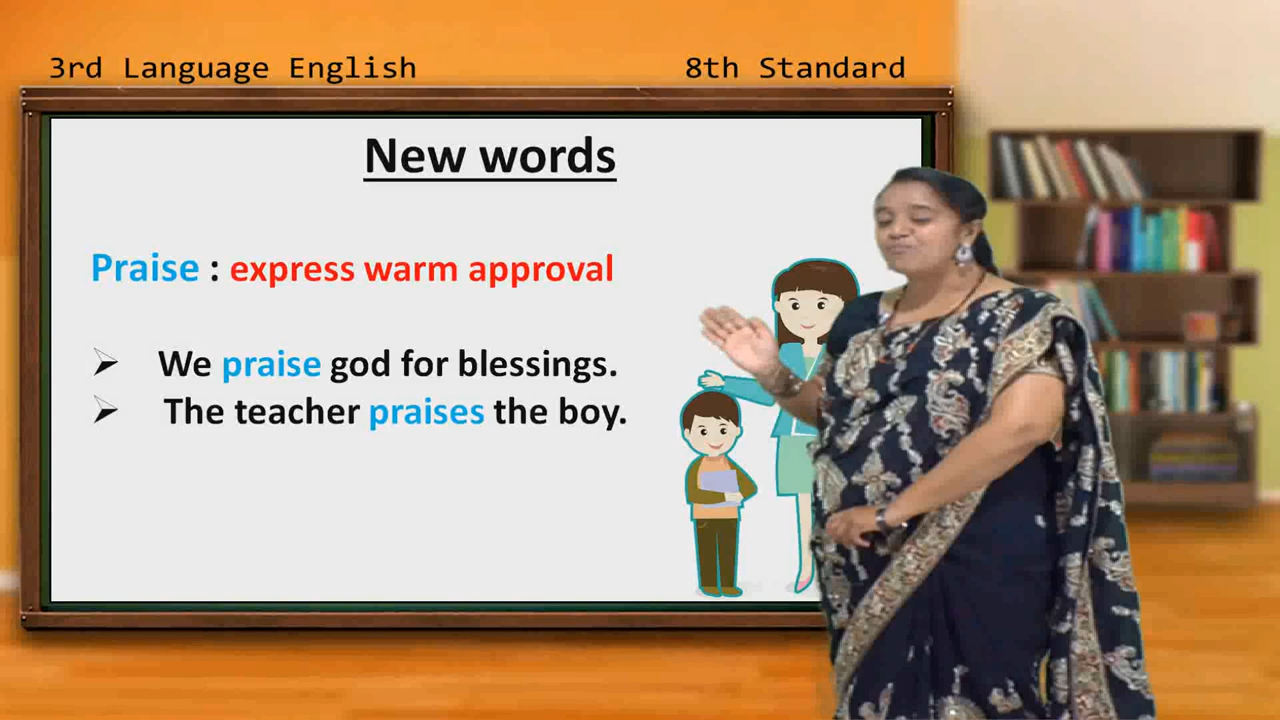 3rd Language English 8th Standard
New words
Praise : express warm approval
➢ We praise god for blessings.
➢ The teacher praises the boy.